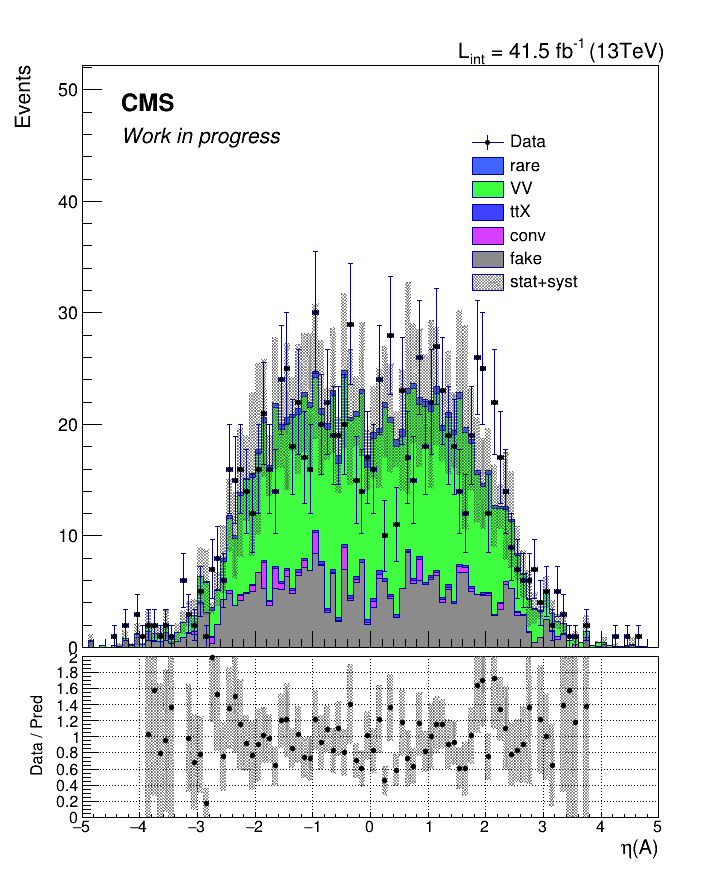 L_int = 41.5 fb^-1 (13TeV)
Events
50
CMS
Work in progress
Data
rare
VV
ttX
conv
fake
stat+syst
40
30
20
10
0
Data / Pred
2
1.8
1.6
1.4
1.2
1
0.8
0.6
0.4
0.2
0
−5 −4 −3 −2 −1 0 1 2 3 4 5
η(A)